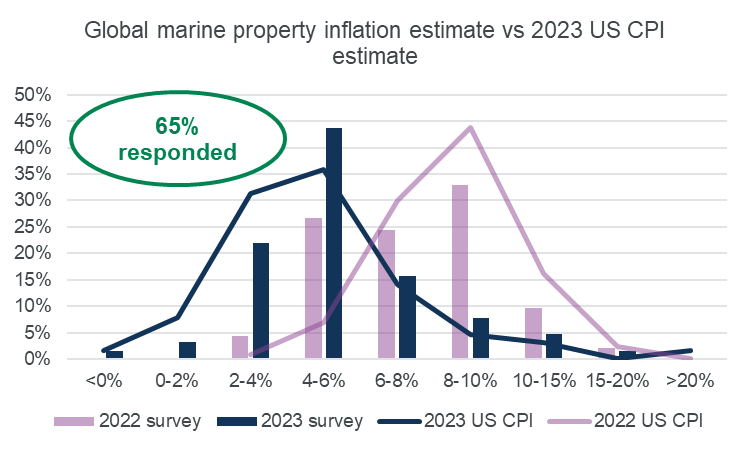 Global marine property inflation estimate vs 2023 US CPI
estimate
50%
45%
40%
35%
30%
25%
20%
15%
10%
5%
0%
65%
responded
<0% 0-2% 2-4% 4-6% 6-8% 8-10% 10-15% 15-20% >20%
2022 survey 2023 survey 2023 US CPI 2022 US CPI